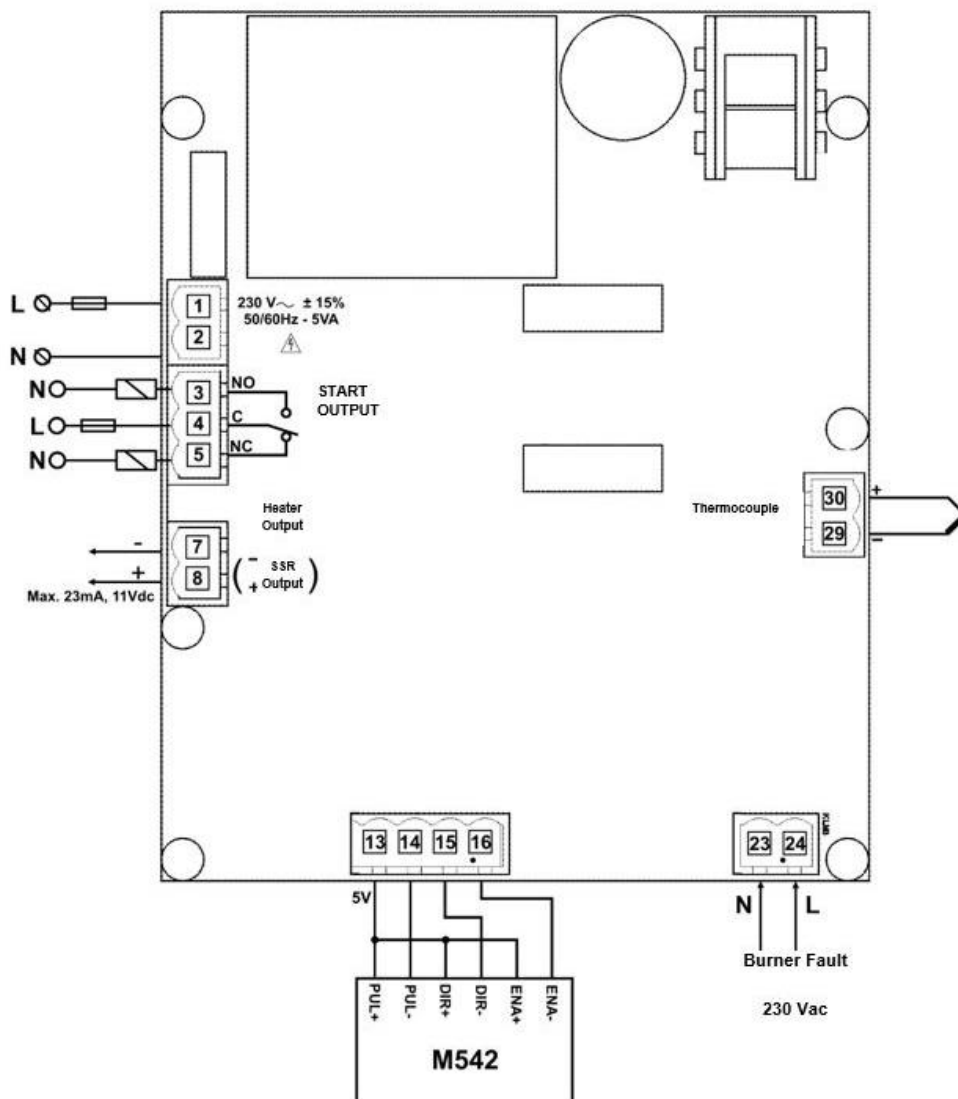 L
1
230 V~ ± 15%
2
50/60Hz - 5VA
N
N
3
NO
START
OUTPUT
L
4
C
N
5
NC
Heater
Output
-
7
+
8
( - SSR
+ Output )
Max. 23mA, 11Vdc
Thermocouple
30
+
29
-
13
14
15
16
23
24
KLMB
5V
N
L
Burner Fault
230 Vac
PUL+
PUL-
DIR+
DIR-
ENA+
ENA-
M542